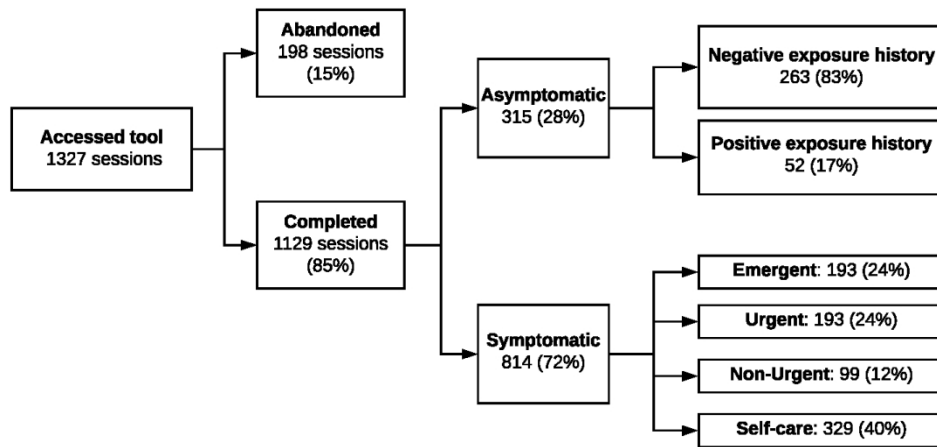 Accessed tool
1327 sessions
Abandoned
198 sessions
(15%)
Completed
1129 sessions
(85%)
Asymptomatic
315 (28%)
Symptomatic
814 (72%)
Negative exposure history
263 (83%)
Positive exposure history
52 (17%)
Emergent: 193 (24%)
Urgent: 193 (24%)
Non-Urgent: 99 (12%)
Self-care: 329 (40%)